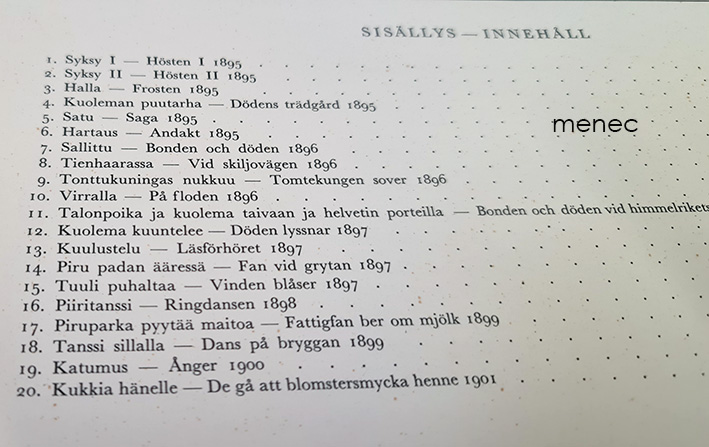 SISÄLLYS — INNEHÅLL
1. Syksy I — Hösten I 1895
2. Syksy II — Hösten II 1895
3. Halla — Frosten 1895
4. Kuoleman puutarha — Dödens trädgård 1895
5. Satu — Saga 1895
menec
6. Hartaus — Andakt 1895
7. Sallittu — Bonden och döden 1896
8. Tienhaarassa — Vid skiljovägen 1896
9. Tonttukuningas nukkuu — Tomtekungen sover 1896
10. Virralla — På floden 1896
11. Talonpoika ja kuolema taivaan ja helvetin porteilla — Bonden och döden vid himmelrikets
12. Kuolema kuuntelee — Döden lyssnar 1897
13. Kuulustelu — Läsförhöret 1897
14. Piru padan ääressä — Fan vid grytan 1897
15. Tuuli puhaltaa — Vinden blåser 1897
16. Piiritanssi — Ringdansen 1898
17. Piruparka pyytää maitoa — Fattigfan ber om mjölk 1899
18. Tanssi sillalla — Dans på bryggan 1899
19. Katumus — Ånger 1900
20. Kukkia hänelle — De gå att blomstersmycka henne 1901